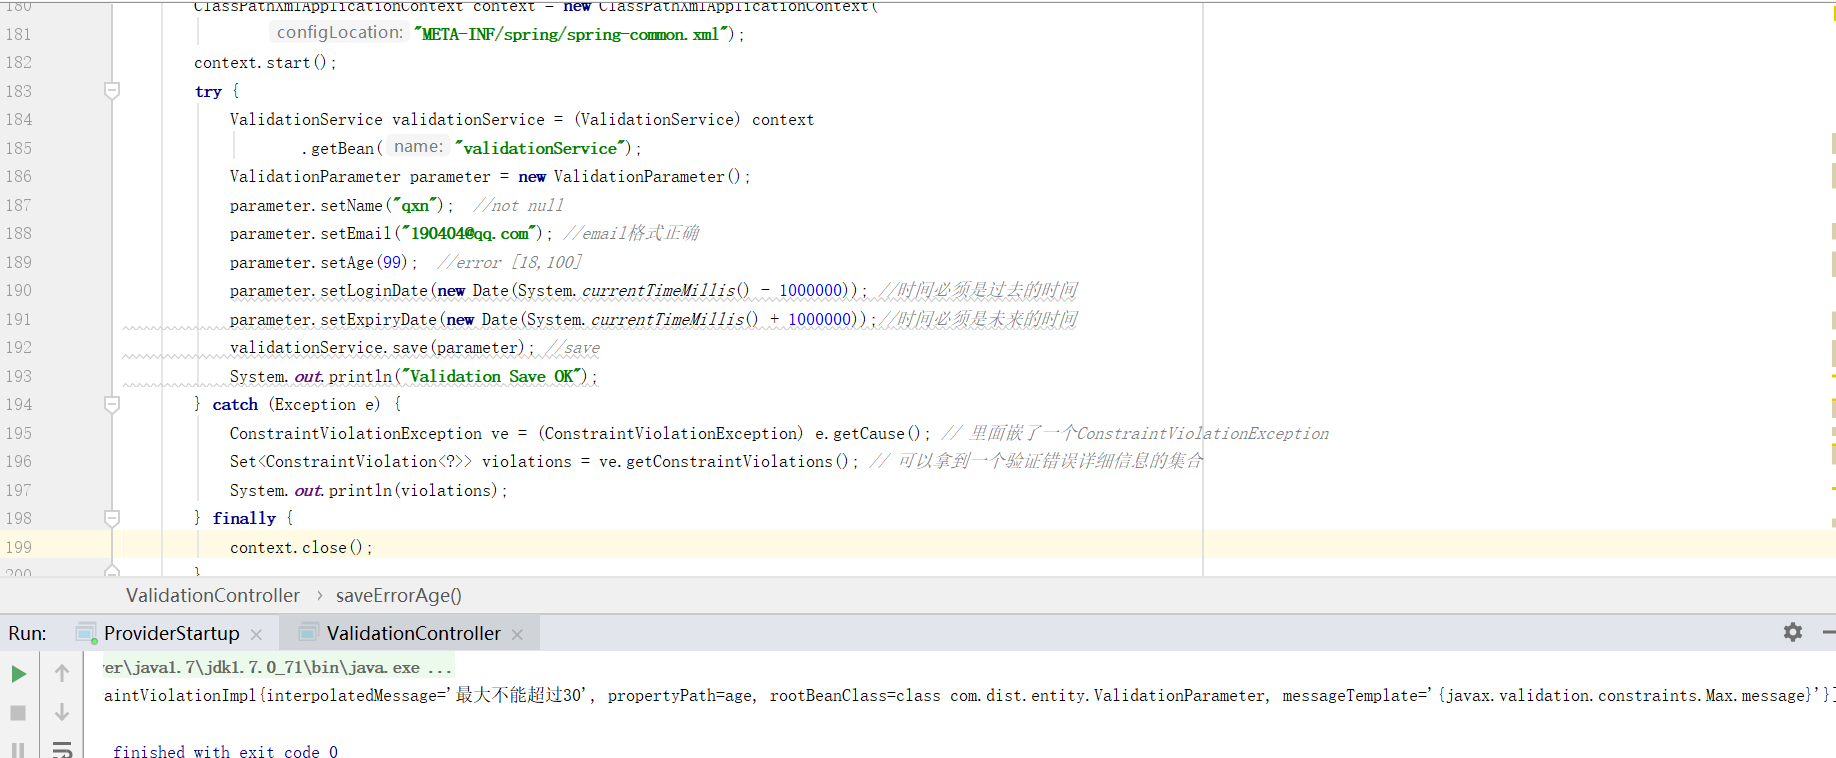 180 ClassPathXmlApplicationContext context = new ClassPathXmlApplicationContext(
181 configLocation: "META-INF/spring/spring-common.xml");
182 context.start();
183 try {
184 ValidationService validationService = (ValidationService) context
185 .getBean( name: "validationService");
186 ValidationParameter parameter = new ValidationParameter();
187 parameter.setName("qxn"); //not null
188 parameter.setEmail("190404@qq.com"); //email格式正确
189 parameter.setAge(99); //error [18,100]
190 parameter.setLoginDate(new Date(System.currentTimeMillis() - 1000000)); //时间必须是过去的时间
191 parameter.setExpiryDate(new Date(System.currentTimeMillis() + 1000000));//时间必须是未来的时间
192 validationService.save(parameter); //save
193 System.out.println("Validation Save OK");
194 } catch (Exception e) {
195 ConstraintViolationException ve = (ConstraintViolationException) e.getCause(); // 里面嵌了一个ConstraintViolationException
196 Set<ConstraintViolation<?>> violations = ve.getConstraintViolations(); // 可以拿到一个验证错误详细信息的集合
197 System.out.println(violations);
198 } finally {
199 context.close();
200 }
ValidationController › saveErrorAge()
Run: ProviderStartup × ValidationController ×
er\java1.7\jdk1.7.0_71\bin\java.exe ...
aintViolationImpl{interpolatedMessage='最大不能超过30', propertyPath=age, rootBeanClass=class com.dist.entity.ValidationParameter, messageTemplate='{javax.validation.constraints.Max.message}'}]
finished with exit code 0